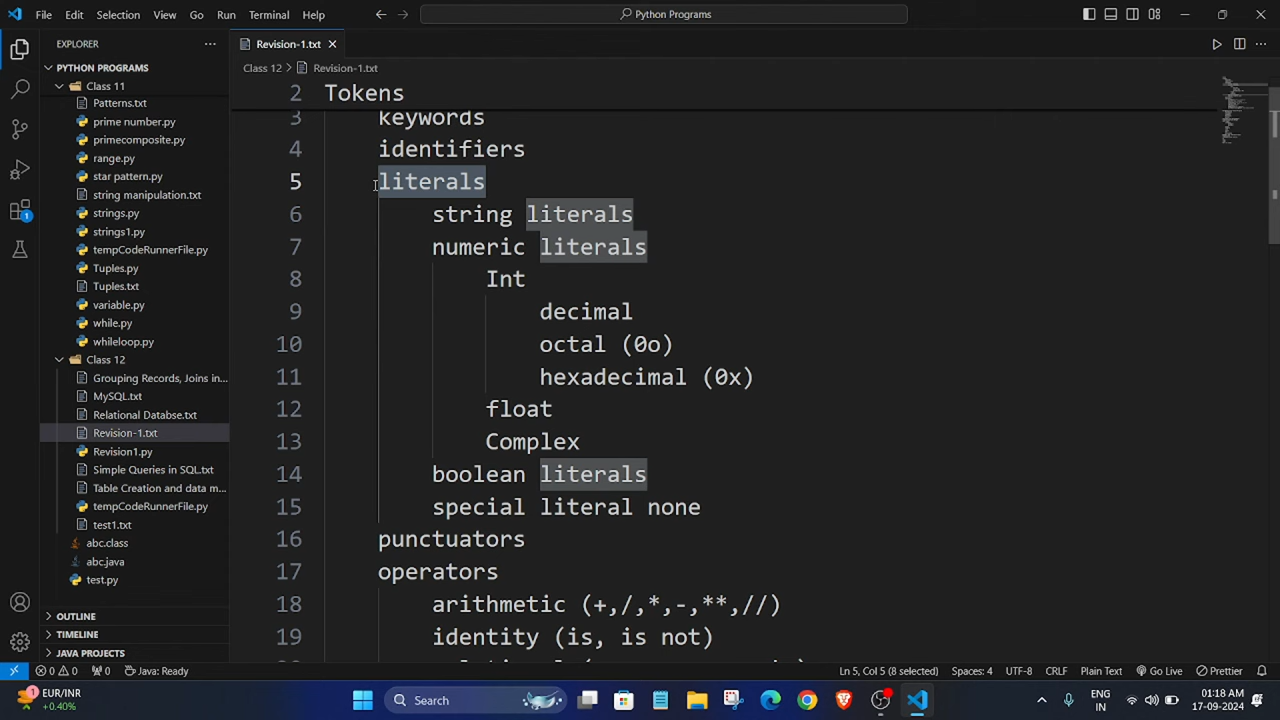 File Edit Selection View Go Run Terminal Help
Python Programs
EXPLORER
PYTHON PROGRAMS
Class 11
Patterns.txt
prime number.py
primecomposite.py
range.py
star pattern.py
string manipulation.txt
strings.py
strings1.py
tempCodeRunnerFile.py
Tuples.py
Tuples.txt
variable.py
while.py
whileloop.py
Class 12
Grouping Records, Joins in...
MySQL.txt
Relational Databse.txt
Revision-1.txt
Revision1.py
Simple Queries in SQL.txt
Table Creation and data m...
tempCodeRunnerFile.py
test1.txt
abc.class
abc.java
test.py
OUTLINE
TIMELINE
JAVA PROJECTS
1
Revision-1.txt
Class 12 > Revision-1.txt
2 Tokens
3 keywords
4 identifiers
5 literals
6 string literals
7 numeric literals
8 Int
9 decimal
10 octal (0o)
11 hexadecimal (0x)
12 float
13 Complex
14 boolean literals
15 special literal none
16 punctuators
17 operators
18 arithmetic (+,/,*,-,**,//)
19 identity (is, is not)
0 0 0 Java: Ready
Ln 5, Col 5 (8 selected) Spaces: 4 UTF-8 CRLF Plain Text Go Live Prettier
1
EUR/INR
+0.40%
Search
ENG
IN
01:18 AM
17-09-2024